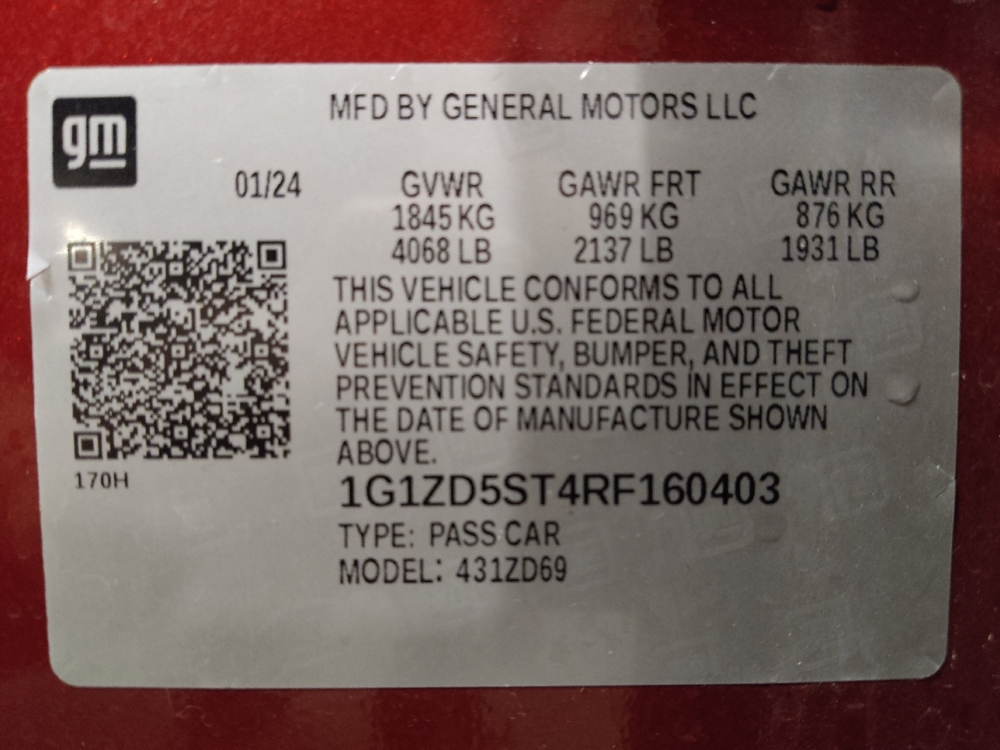 gm
MFD BY GENERAL MOTORS LLC
01/24 GVWR GAWR FRT GAWR RR
1845 KG 969 KG 876 KG
4068 LB 2137 LB 1931 LB
THIS VEHICLE CONFORMS TO ALL
APPLICABLE U.S. FEDERAL MOTOR
VEHICLE SAFETY, BUMPER, AND THEFT
PREVENTION STANDARDS IN EFFECT ON
THE DATE OF MANUFACTURE SHOWN
ABOVE.
170H
1G1ZD5ST4RF160403
TYPE: PASS CAR
MODEL: 431ZD69